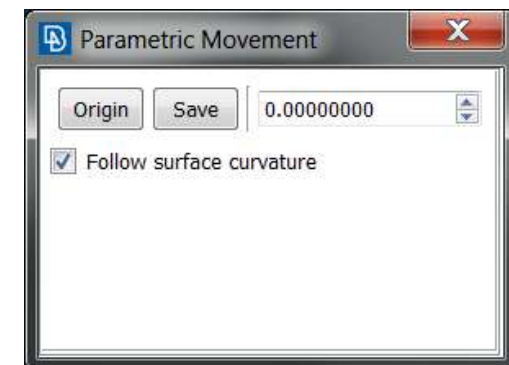 Parametric Movement
Origin Save 0.00000000
Follow surface curvature